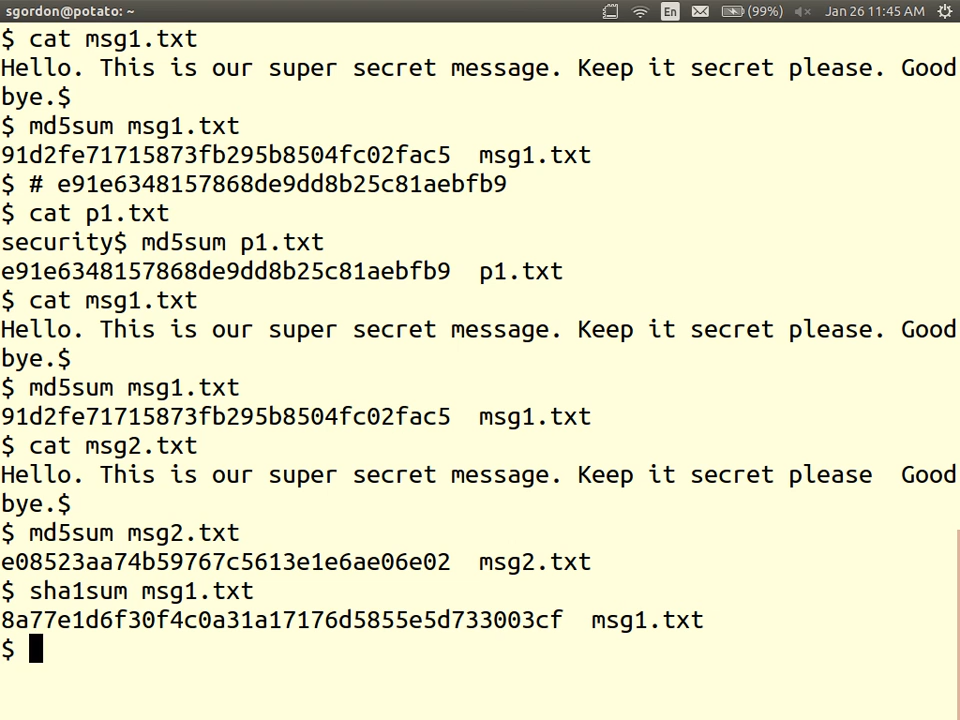 sgordon@potato: ~ En (99%) Jan 26 11:45 AM
$ cat msg1.txt
Hello. This is our super secret message. Keep it secret please. Good
bye.$
$ md5sum msg1.txt
91d2fe71715873fb295b8504fc02fac5  msg1.txt
$ # e91e6348157868de9dd8b25c81aebfb9
$ cat p1.txt
security$ md5sum p1.txt
e91e6348157868de9dd8b25c81aebfb9  p1.txt
$ cat msg1.txt
Hello. This is our super secret message. Keep it secret please. Good
bye.$
$ md5sum msg1.txt
91d2fe71715873fb295b8504fc02fac5  msg1.txt
$ cat msg2.txt
Hello. This is our super secret message. Keep it secret please  Good
bye.$
$ md5sum msg2.txt
e08523aa74b59767c5613e1e6ae06e02  msg2.txt
$ sha1sum msg1.txt
8a77e1d6f30f4c0a31a17176d5855e5d733003cf  msg1.txt
$